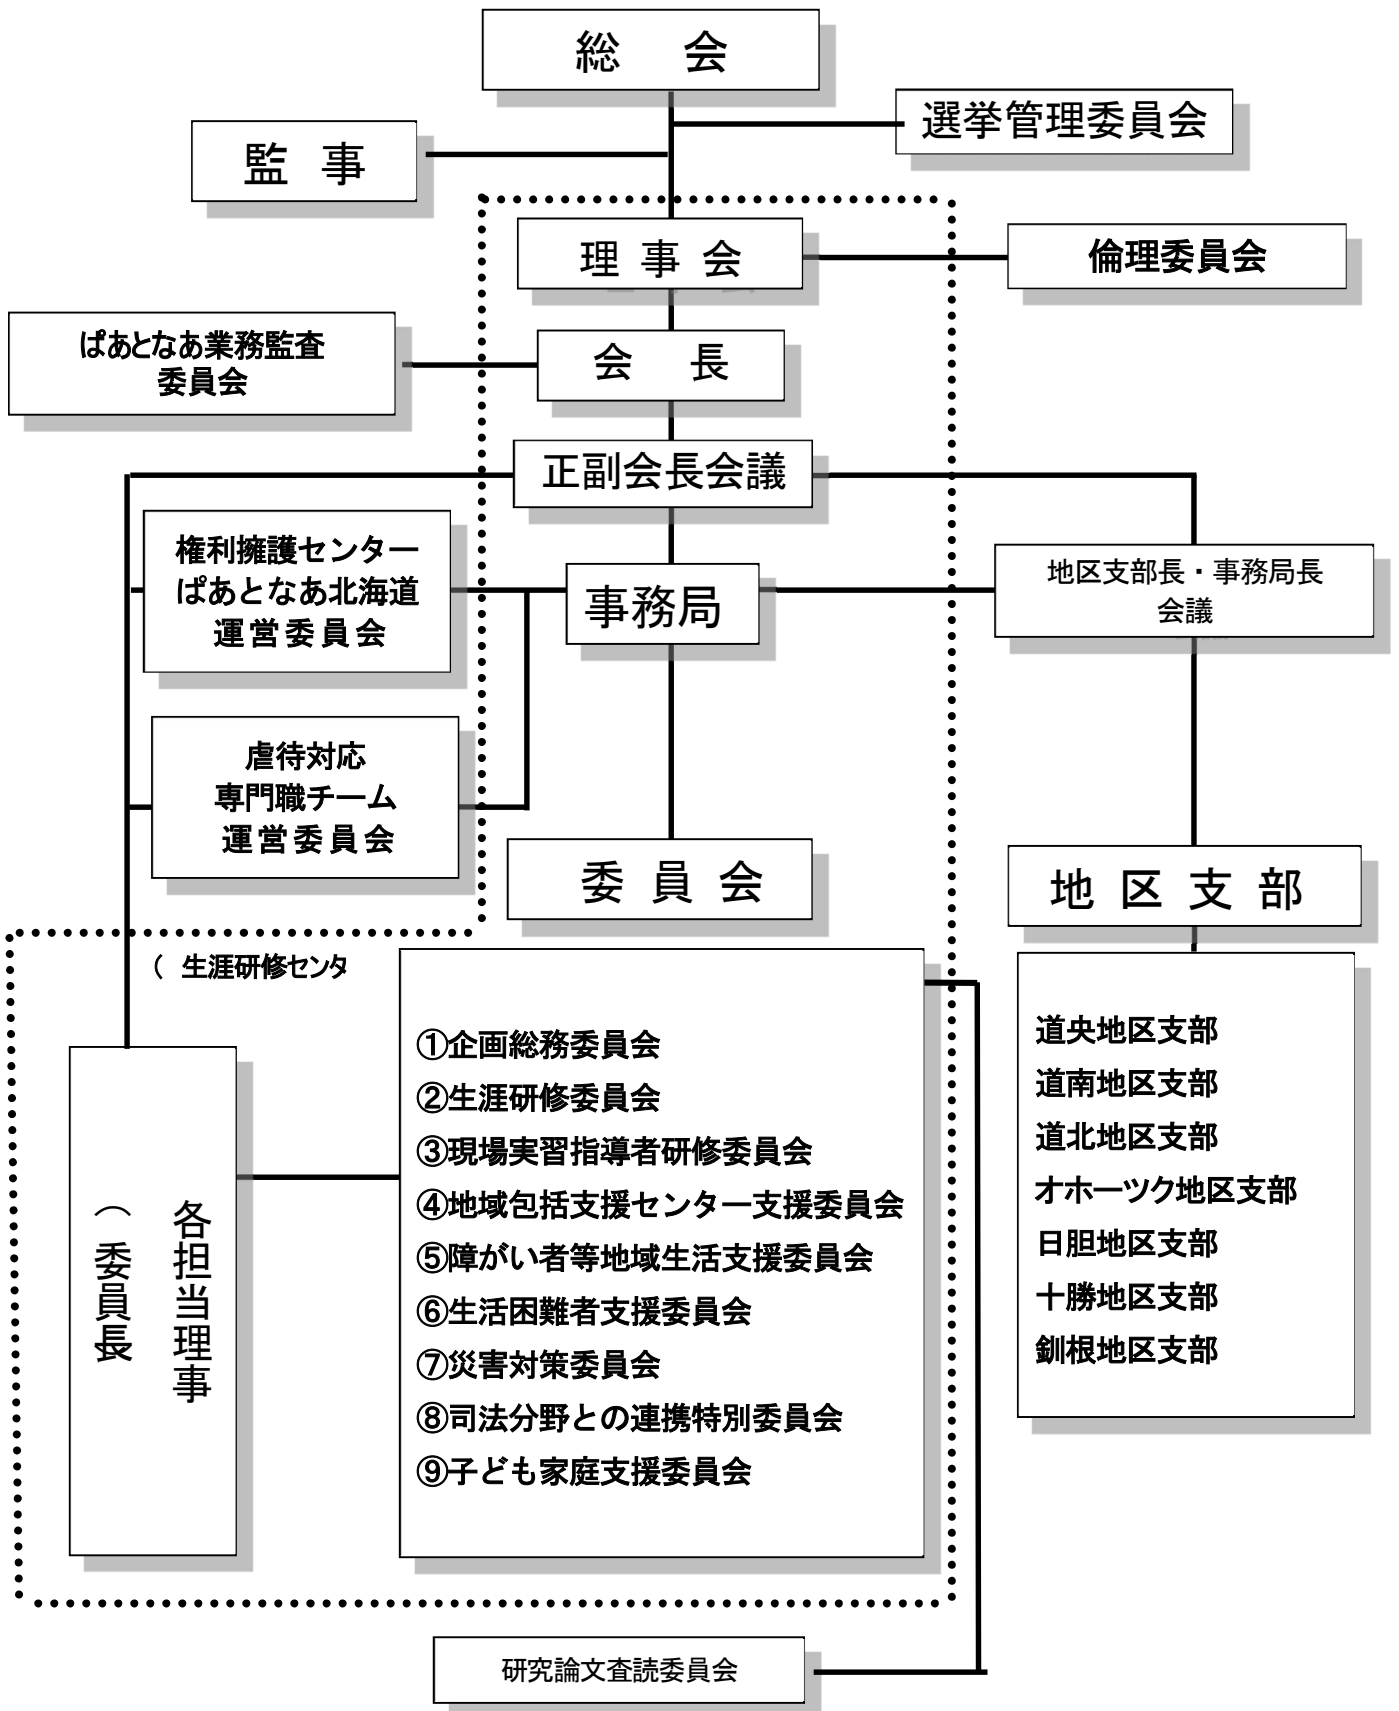 総 会
選挙管理委員会
監 事
理 事 会
倫理委員会
ぱあとなあ業務監査
委員会
会 長
正副会長会議
権利擁護センター
ぱあとなあ北海道
運営委員会
事務局
地区支部長・事務局長
会議
虐待対応
専門職チーム
運営委員会
委 員 会
地 区 支 部
( 生涯研修センタ
①企画総務委員会
②生涯研修委員会
③現場実習指導者研修委員会
④地域包括支援センター支援委員会
⑤障がい者等地域生活支援委員会
⑥生活困難者支援委員会
⑦災害対策委員会
⑧司法分野との連携特別委員会
⑨子ども家庭支援委員会
道央地区支部
道南地区支部
道北地区支部
オホーツク地区支部
日胆地区支部
十勝地区支部
釧根地区支部
各担当理事
（委員長
研究論文査読委員会